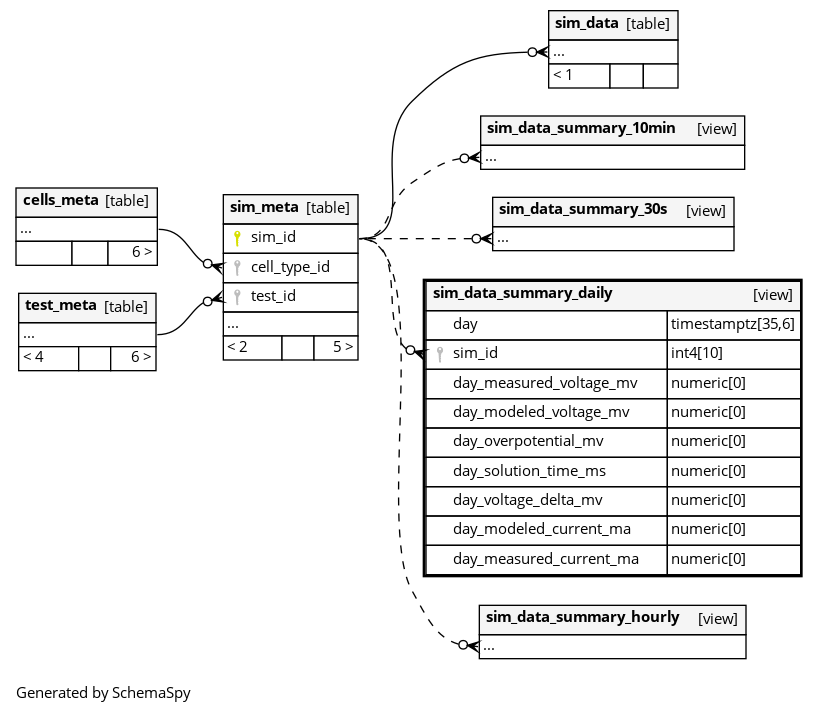 sim_data [table]
...
< 1
sim_data_summary_10min [view]
...
cells_meta [table]
...
6 >
sim_meta [table]
sim_id
cell_type_id
test_id
...
< 2 5 >
sim_data_summary_30s [view]
...
test_meta [table]
...
< 4 6 >
sim_data_summary_daily [view]
day timestamptz[35,6]
sim_id int4[10]
day_measured_voltage_mv numeric[0]
day_modeled_voltage_mv numeric[0]
day_overpotential_mv numeric[0]
day_solution_time_ms numeric[0]
day_voltage_delta_mv numeric[0]
day_modeled_current_ma numeric[0]
day_measured_current_ma numeric[0]
sim_data_summary_hourly [view]
...
Generated by SchemaSpy